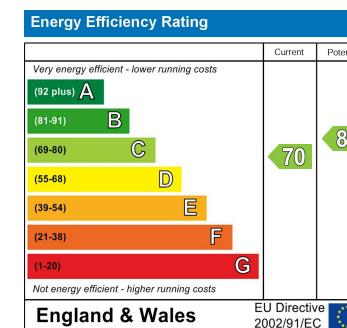 Energy Efficiency Rating
Current
Very energy efficient - lower running costs
(92 plus) A
(81-91) B
(69-80) C
(55-68) D
(39-54) E
(21-38) F
(1-20) G
70
Not energy efficient - higher running costs
England & Wales
EU Directive
2002/91/EC